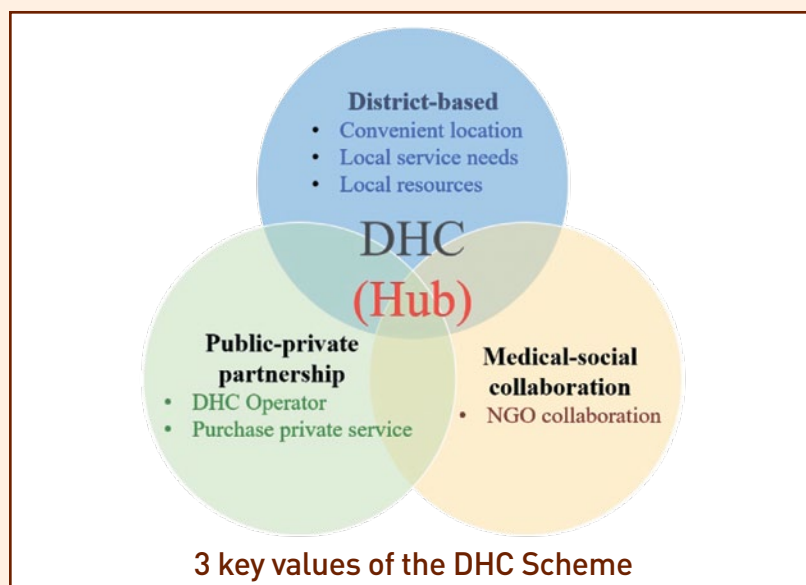 District-based
• Convenient location
• Local service needs
• Local resources
DHC
(Hub)
Public-private
partnership
• DHC Operator
• Purchase private service
Medical-social
collaboration
• NGO collaboration
3 key values of the DHC Scheme